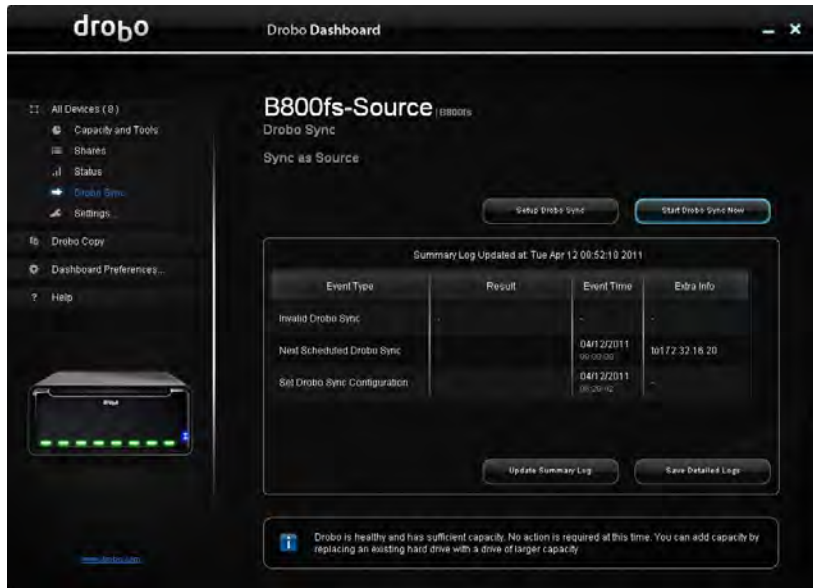 drobo
Drobo Dashboard
B800fs-Source | B800fs
Drobo Sync
Sync as Source
All Devices (8)
Capacity and Tools
Shares
Status
Drobo Sync
Settings...
Drobo Copy
Dashboard Preferences...
? Help
Setup Drobo Sync
Start Drobo Sync Now
Summary Log Updated at: Tue Apr 12 00:52:10 2011
Event Type Result Event Time Extra Info
Invalid Drobo Sync - - -
Next Scheduled Drobo Sync 04/12/2011 to172.32.16.20
Set Drobo Sync Configuration 04/12/2011 -
Update Summary Log
Save Detailed Logs
Drobo is healthy and has sufficient capacity. No action is required at this time. You can add capacity by
replacing an existing hard drive with a drive of larger capacity
www.drobo.com